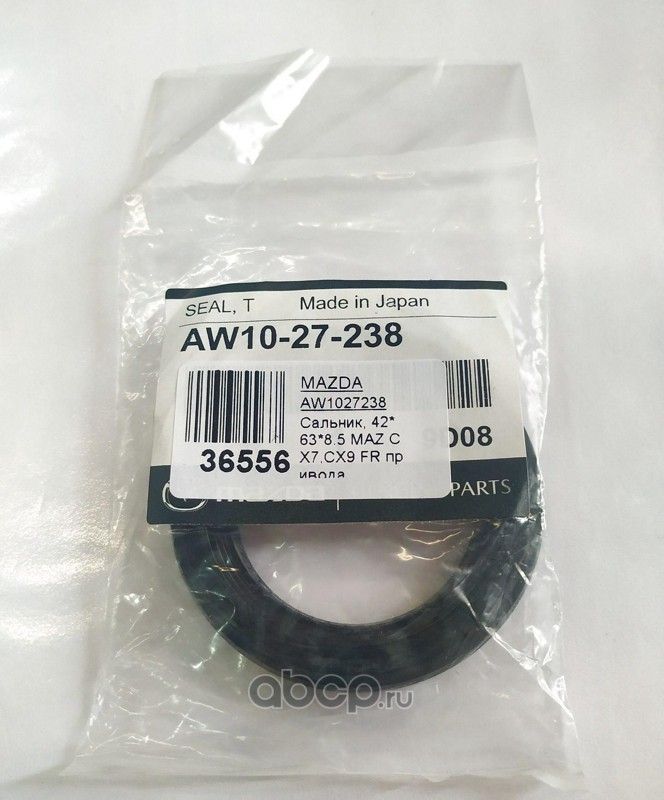 SEAL, T Made in Japan
AW10-27-238
MAZDA
AW1027238
Сальник, 42*
63*8.5 MAZ C
X7,CX9 FR пр
ивода
36556
9D08
PARTS
abcp.ru